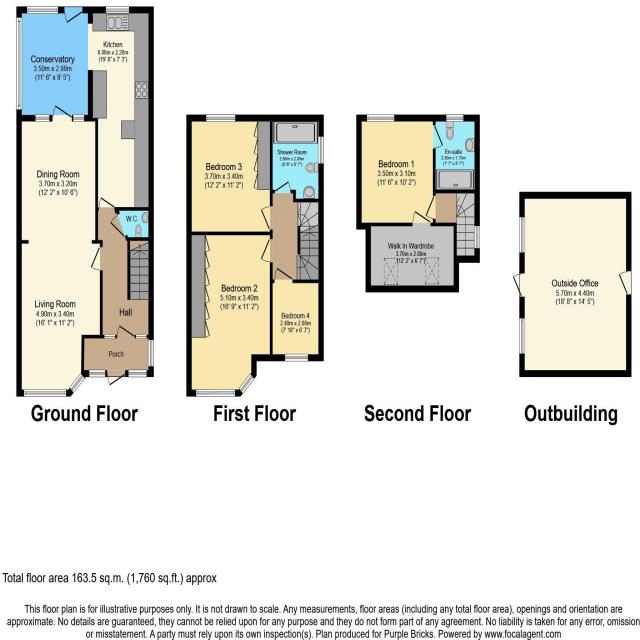 Conservatory
3.50m x 2.88m
(11' 6" x 9' 5")
Kitchen
6.00m x 2.20m
(19' 8" x 7' 3")
Dining Room
3.70m x 3.20m
(12' 2" x 10' 6")
W.C.
Living Room
4.90m x 3.40m
(16' 1" x 11' 2")
Hall
Porch
Ground Floor
Bedroom 3
3.70m x 3.40m
(12' 2" x 11' 2")
Shower Room
2.60m x 2.00m
(8' 6" x 6' 7")
Bedroom 2
5.10m x 3.40m
(16' 9" x 11' 2")
Bedroom 4
2.40m x 2.00m
(7' 10" x 6' 7")
First Floor
Bedroom 1
3.50m x 3.10m
(11' 6" x 10' 2")
En-suite
2.30m x 1.70m
(7' 7" x 5' 7")
Walk In Wardrobe
3.70m x 2.00m
(12' 2" x 6' 7")
Second Floor
Outside Office
5.70m x 4.40m
(18' 8" x 14' 5")
Outbuilding
Total floor area 163.5 sq.m. (1,760 sq.ft.) approx
This floor plan is for illustrative purposes only. It is not drawn to scale. Any measurements, floor areas (including any total floor area), openings and orientation are
approximate. No details are guaranteed, they cannot be relied upon for any purpose and they do not form part of any agreement. No liability is taken for any error, omission
or misstatement. A party must rely upon its own inspection(s). Plan produced for Purple Bricks. Powered by www.focalagent.com